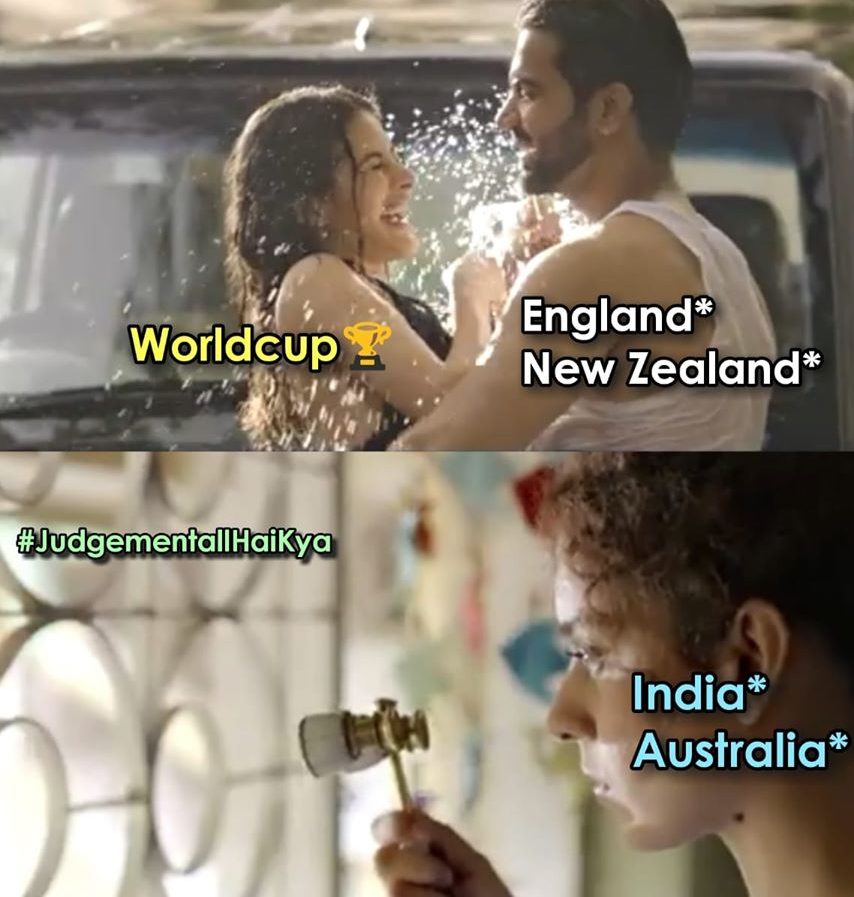 Worldcup🏆
England*
New Zealand*
#JudgementallHaiKya
India*
Australia*